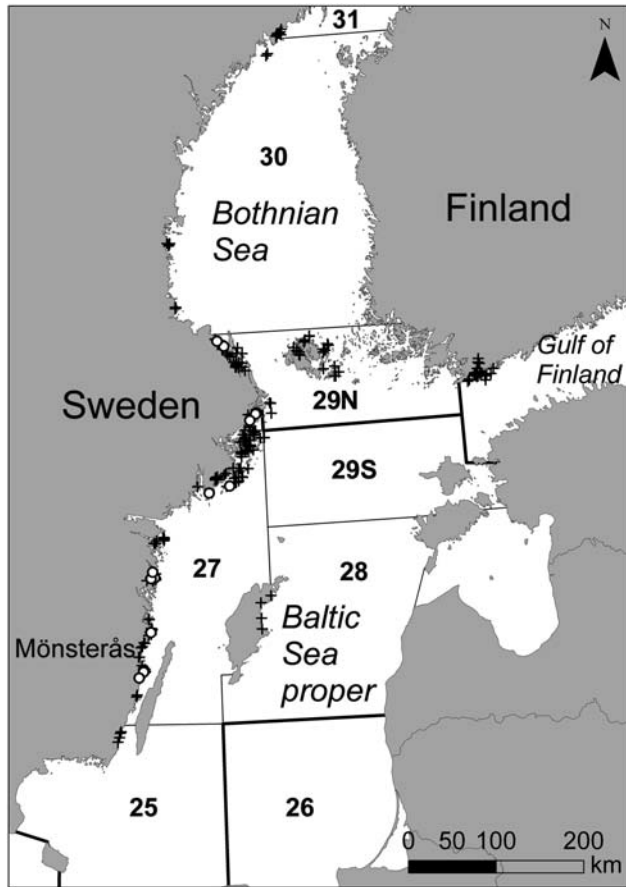 31
N
30
Bothnian
Sea
Finland
Gulf of
Finland
Sweden
29N
29S
27
28
Mönsterås
Baltic
Sea
proper
25
26
0 50 100 200
km